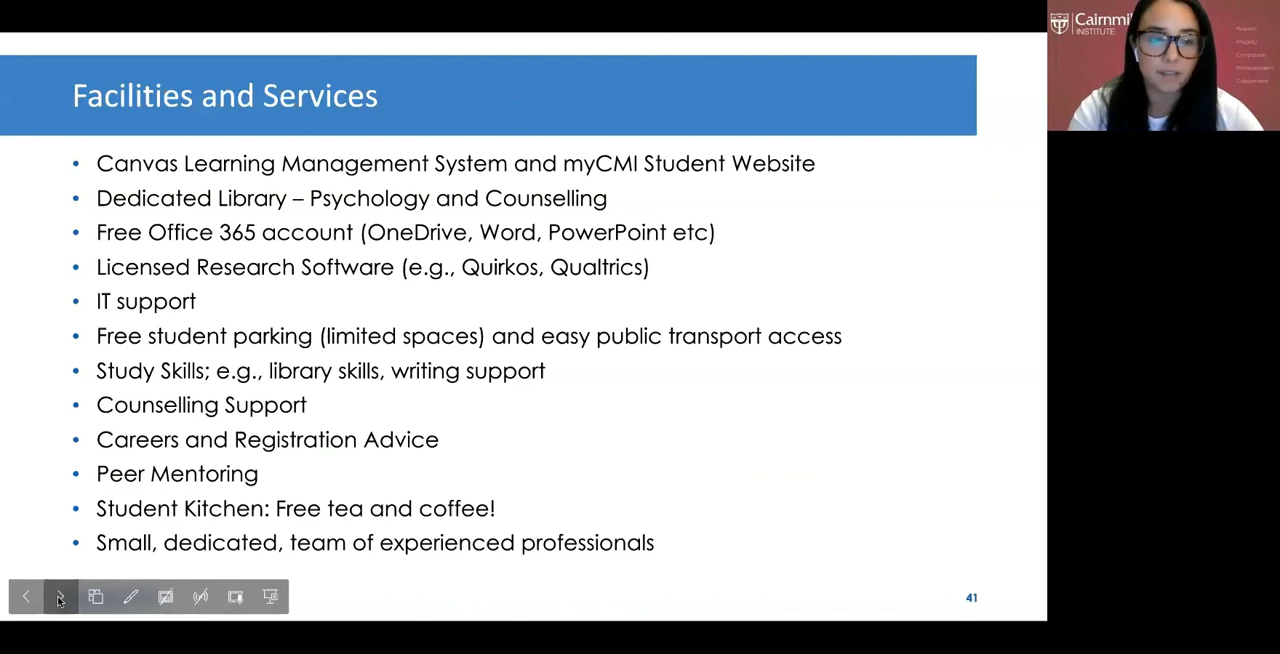 Facilities and Services
• Canvas Learning Management System and myCMI Student Website
• Dedicated Library – Psychology and Counselling
• Free Office 365 account (OneDrive, Word, PowerPoint etc)
• Licensed Research Software (e.g., Quirkos, Qualtrics)
• IT support
• Free student parking (limited spaces) and easy public transport access
• Study Skills; e.g., library skills, writing support
• Counselling Support
• Careers and Registration Advice
• Peer Mentoring
• Student Kitchen: Free tea and coffee!
• Small, dedicated, team of experienced professionals
41
INSTITUTE